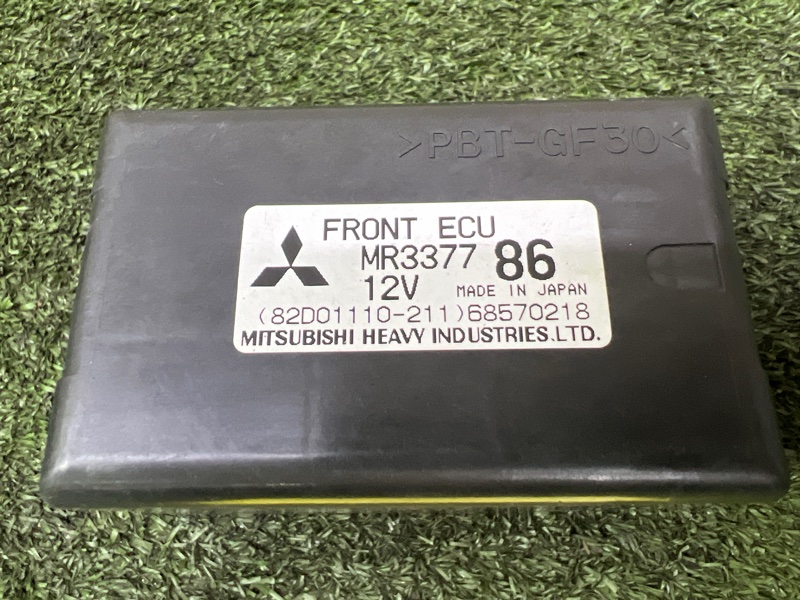 >PBT-GF30<
FRONT ECU
MR3377 86
12V MADE IN JAPAN
(82D01110-211)68570218
MITSUBISHI HEAVY INDUSTRIES.LTD.